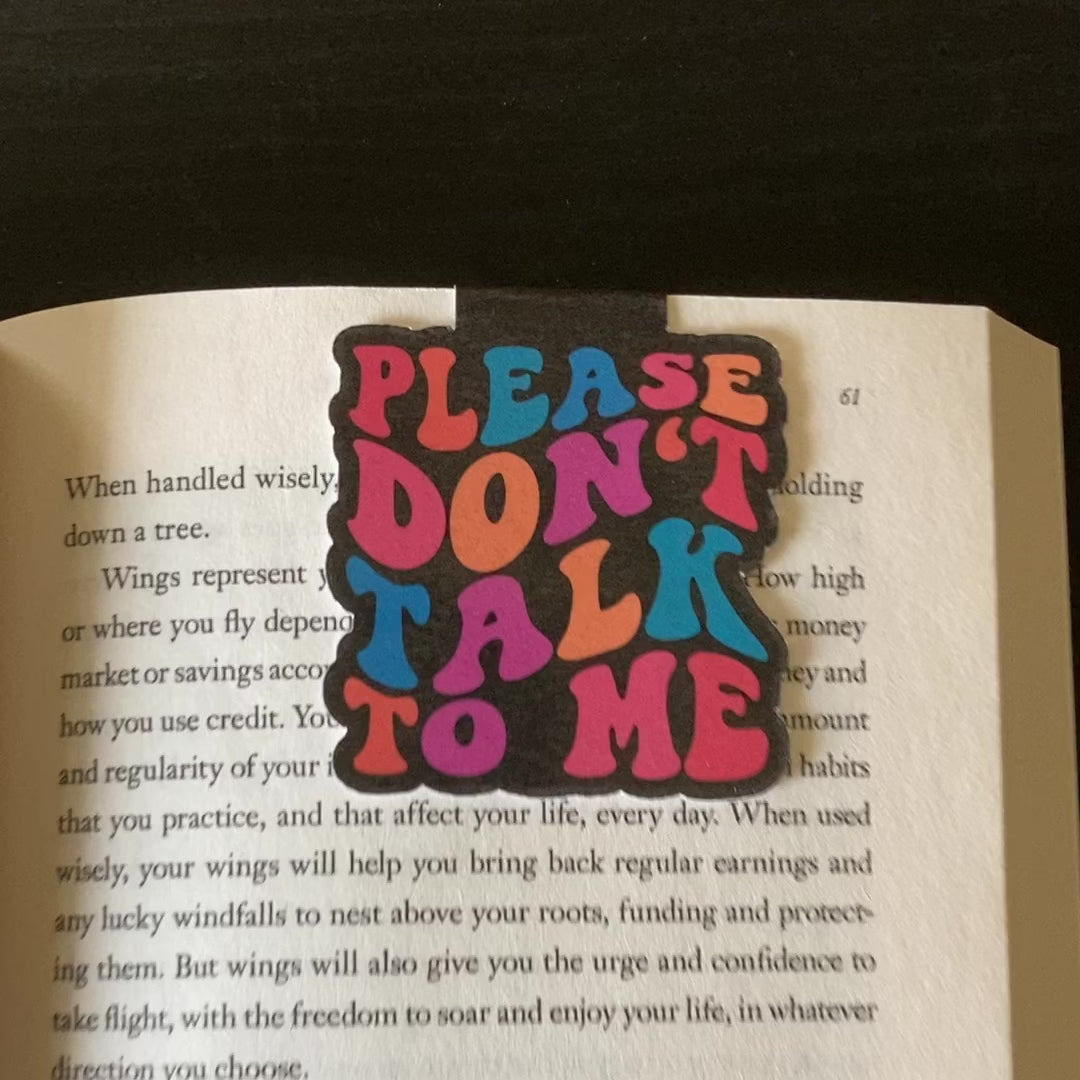 61
PLEASE
DON'T
TALK
TO ME
When handled wisely, olding
down a tree.
Wings represent How high
or where you fly depend money
market or savings and
how you use credit. You mount
and regularity of your habits
that you practice, and that affect your life, every day. When used
wisely, your wings will help you bring back regular earnings and
any lucky windfalls to nest above your roots, funding and protect-
ing them. But wings will also give you the urge and confidence to
take flight, with the freedom to soar and enjoy your life, in whatever
direction you choose.